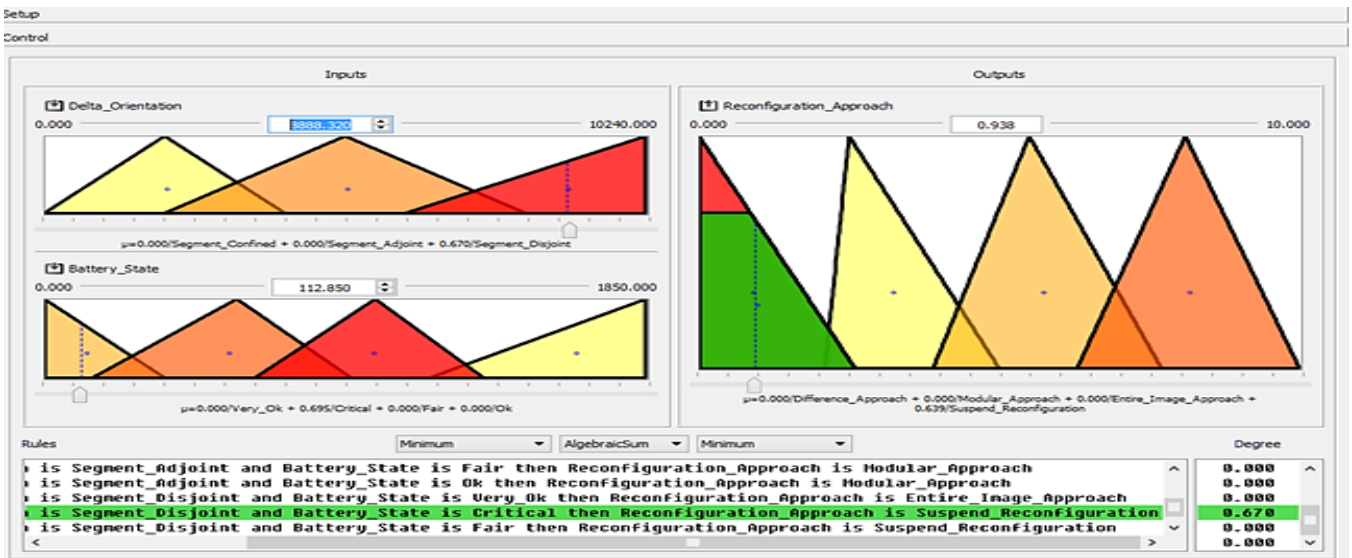 Setup
Control
Inputs
Outputs
Delta_Orientation
0.000 8888.320 10240.000
μ=0.000/Segment_Confined + 0.000/Segment_Adjoint + 0.670/Segment_Disjoint
Battery_State
0.000 112.850 1850.000
μ=0.000/Very_Ok + 0.695/Critical + 0.000/Fair + 0.000/Ok
Reconfiguration_Approach
0.000 0.938 10.000
μ=0.000/Difference_Approach + 0.000/Modular_Approach + 0.000/Entire_Image_Approach +
0.639/Suspend_Reconfiguration
Rules Minimum AlgebraicSum Minimum Degree
is Segment_Adjoint and Battery_State is Fair then Reconfiguration_Approach is Modular_Approach 0.000
is Segment_Adjoint and Battery_State is Ok then Reconfiguration_Approach is Modular_Approach 0.000
is Segment_Disjoint and Battery_State is Very_Ok then Reconfiguration_Approach is Entire_Image_Approach 0.000
is Segment_Disjoint and Battery_State is Critical then Reconfiguration_Approach is Suspend_Reconfiguration 0.670
is Segment_Disjoint and Battery_State is Fair then Reconfiguration_Approach is Suspend_Reconfiguration 0.000
0.000